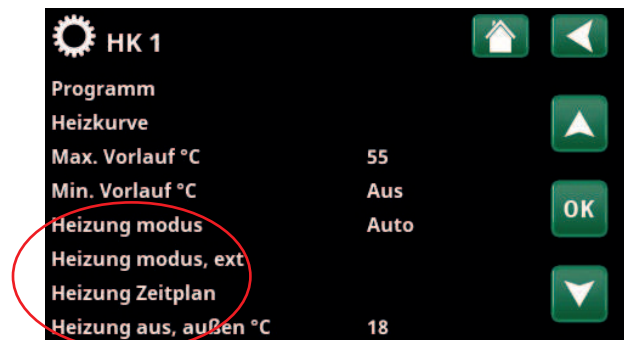 HK 1
Programm
Heizkurve
Max. Vorlauf °C 55
Min. Vorlauf °C Aus
Heizung modus Auto
Heizung modus, ext
Heizung Zeitplan
Heizung aus, außen °C 18
OK